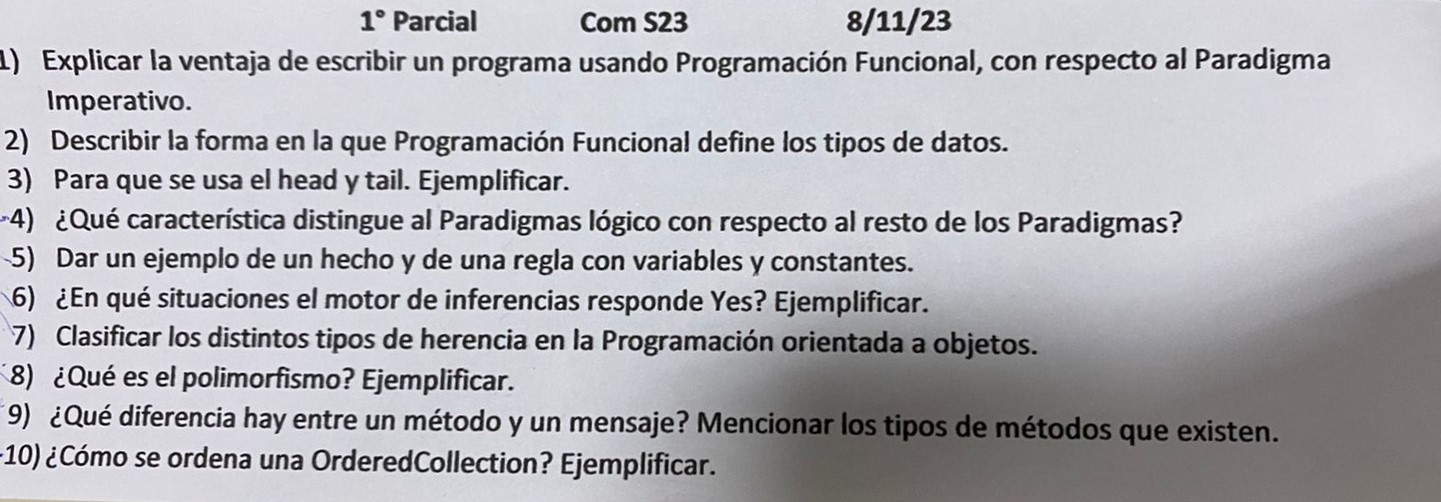 1° Parcial Com S23 8/11/23
1) Explicar la ventaja de escribir un programa usando Programación Funcional, con respecto al Paradigma
Imperativo.
2) Describir la forma en la que Programación Funcional define los tipos de datos.
3) Para que se usa el head y tail. Ejemplificar.
4) ¿Qué característica distingue al Paradigmas lógico con respecto al resto de los Paradigmas?
5) Dar un ejemplo de un hecho y de una regla con variables y constantes.
6) ¿En qué situaciones el motor de inferencias responde Yes? Ejemplificar.
7) Clasificar los distintos tipos de herencia en la Programación orientada a objetos.
8) ¿Qué es el polimorfismo? Ejemplificar.
9) ¿Qué diferencia hay entre un método y un mensaje? Mencionar los tipos de métodos que existen.
10) ¿Cómo se ordena una OrderedCollection? Ejemplificar.